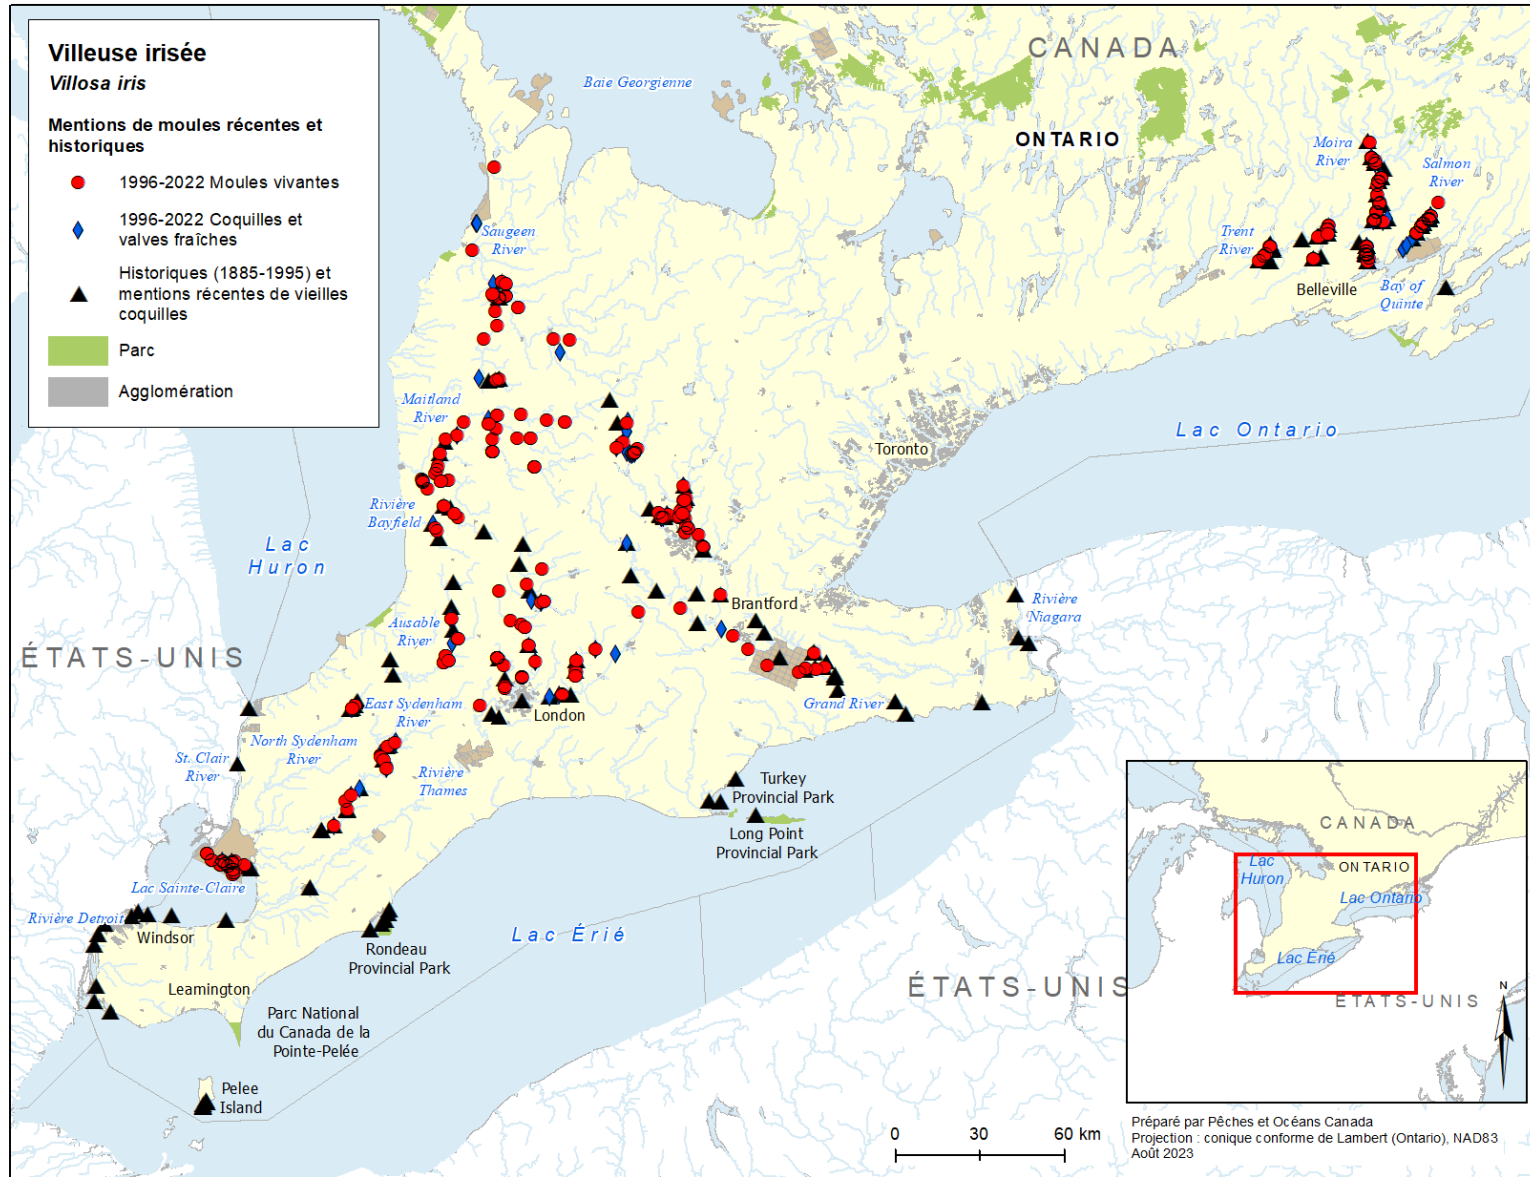 Villeuse irisée
Villosa iris
Mentions de moules récentes et
historiques
1996-2022 Moules vivantes
1996-2022 Coquilles et
valves fraîches
Historiques (1885-1995) et
mentions récentes de vieilles
coquilles
Parc
Agglomération
CANADA
Baie Georgienne
ONTARIO
Moira
River
Salmon
River
Saugeen
River
Trent
River
Belleville
Bay of
Quinte
Maitland
River
Toronto
Lac Ontario
Rivière
Bayfield
Lac
Huron
Brantford
Rivière
Niagara
Ausable
River
ÉTATS-UNIS
East Sydenham
River
Grand River
London
North Sydenham
River
St. Clair
River
Rivière
Thames
Turkey
Provincial Park
Long Point
Provincial Park
Lac Sainte-Claire
Rivière Detroit
Windsor
Lac Érié
Rondeau
Provincial Park
Leamington
ÉTATS-UNIS
Parc National
du Canada de la
Pointe-Pelée
Pelee
Island
CANADA
Lac
Huron
ONTARIO
Lac Ontario
Lac Érié
ÉTATS-UNIS
N
0 30 60 km
Préparé par Pêches et Océans Canada
Projection : conique conforme de Lambert (Ontario), NAD83
Août 2023